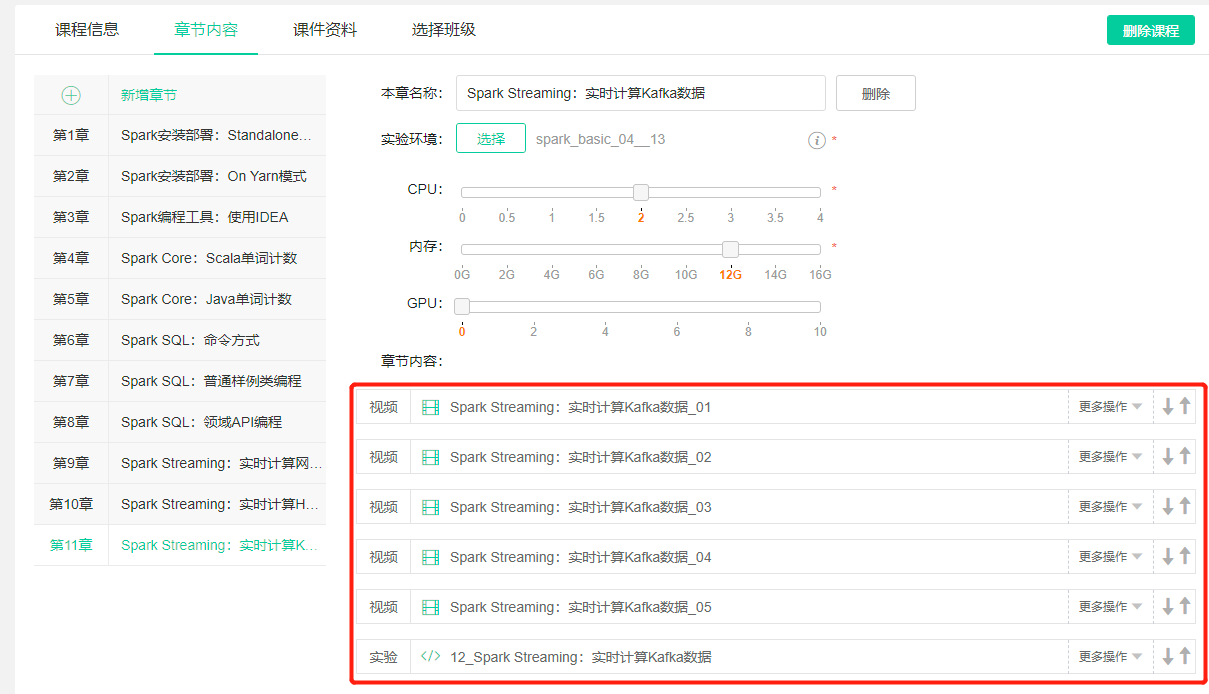 课程信息 章节内容 课件资料 选择班级 删除课程
新增章节
第1章 Spark安装部署：Standalone...
第2章 Spark安装部署：On Yarn模式
第3章 Spark编程工具：使用IDEA
第4章 Spark Core：Scala单词计数
第5章 Spark Core：Java单词计数
第6章 Spark SQL：命令方式
第7章 Spark SQL：普通样例类编程
第8章 Spark SQL：领域API编程
第9章 Spark Streaming：实时计算网...
第10章 Spark Streaming：实时计算H...
第11章 Spark Streaming：实时计算K...
本章名称： Spark Streaming：实时计算Kafka数据 删除
实验环境： 选择 spark_basic_04__13 i *
CPU： *
0 0.5 1 1.5 2 2.5 3 3.5 4
内存： *
0G 2G 4G 6G 8G 10G 12G 14G 16G
GPU：
0 2 4 6 8 10
章节内容：
视频 Spark Streaming：实时计算Kafka数据_01 更多操作
视频 Spark Streaming：实时计算Kafka数据_02 更多操作
视频 Spark Streaming：实时计算Kafka数据_03 更多操作
视频 Spark Streaming：实时计算Kafka数据_04 更多操作
视频 Spark Streaming：实时计算Kafka数据_05 更多操作
实验 </> 12_Spark Streaming：实时计算Kafka数据 更多操作